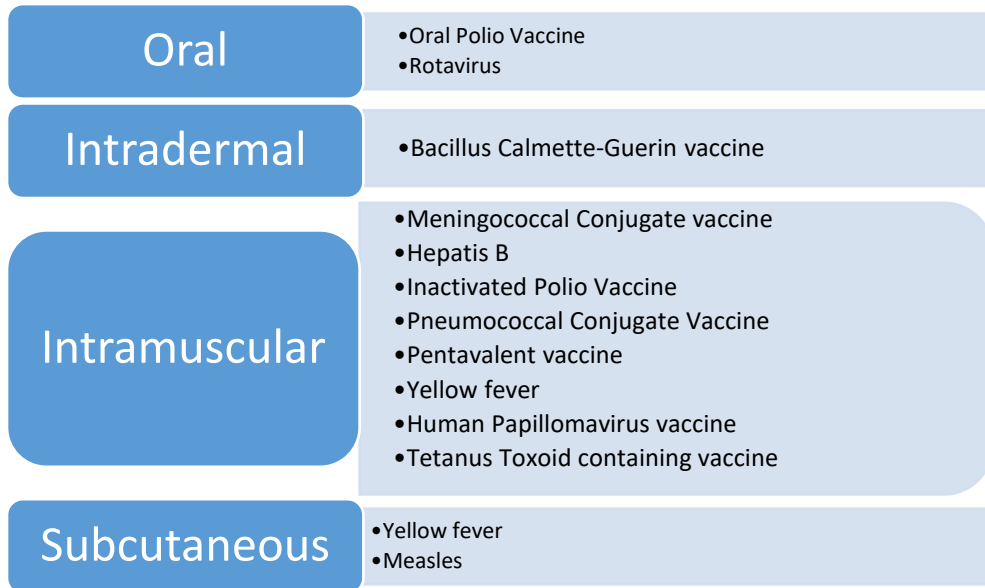 Oral
•Oral Polio Vaccine
•Rotavirus
Intradermal
•Bacillus Calmette-Guerin vaccine
Intramuscular
•Meningococcal Conjugate vaccine
•Hepatis B
•Inactivated Polio Vaccine
•Pneumococcal Conjugate Vaccine
•Pentavalent vaccine
•Yellow fever
•Human Papillomavirus vaccine
•Tetanus Toxoid containing vaccine
Subcutaneous
•Yellow fever
•Measles